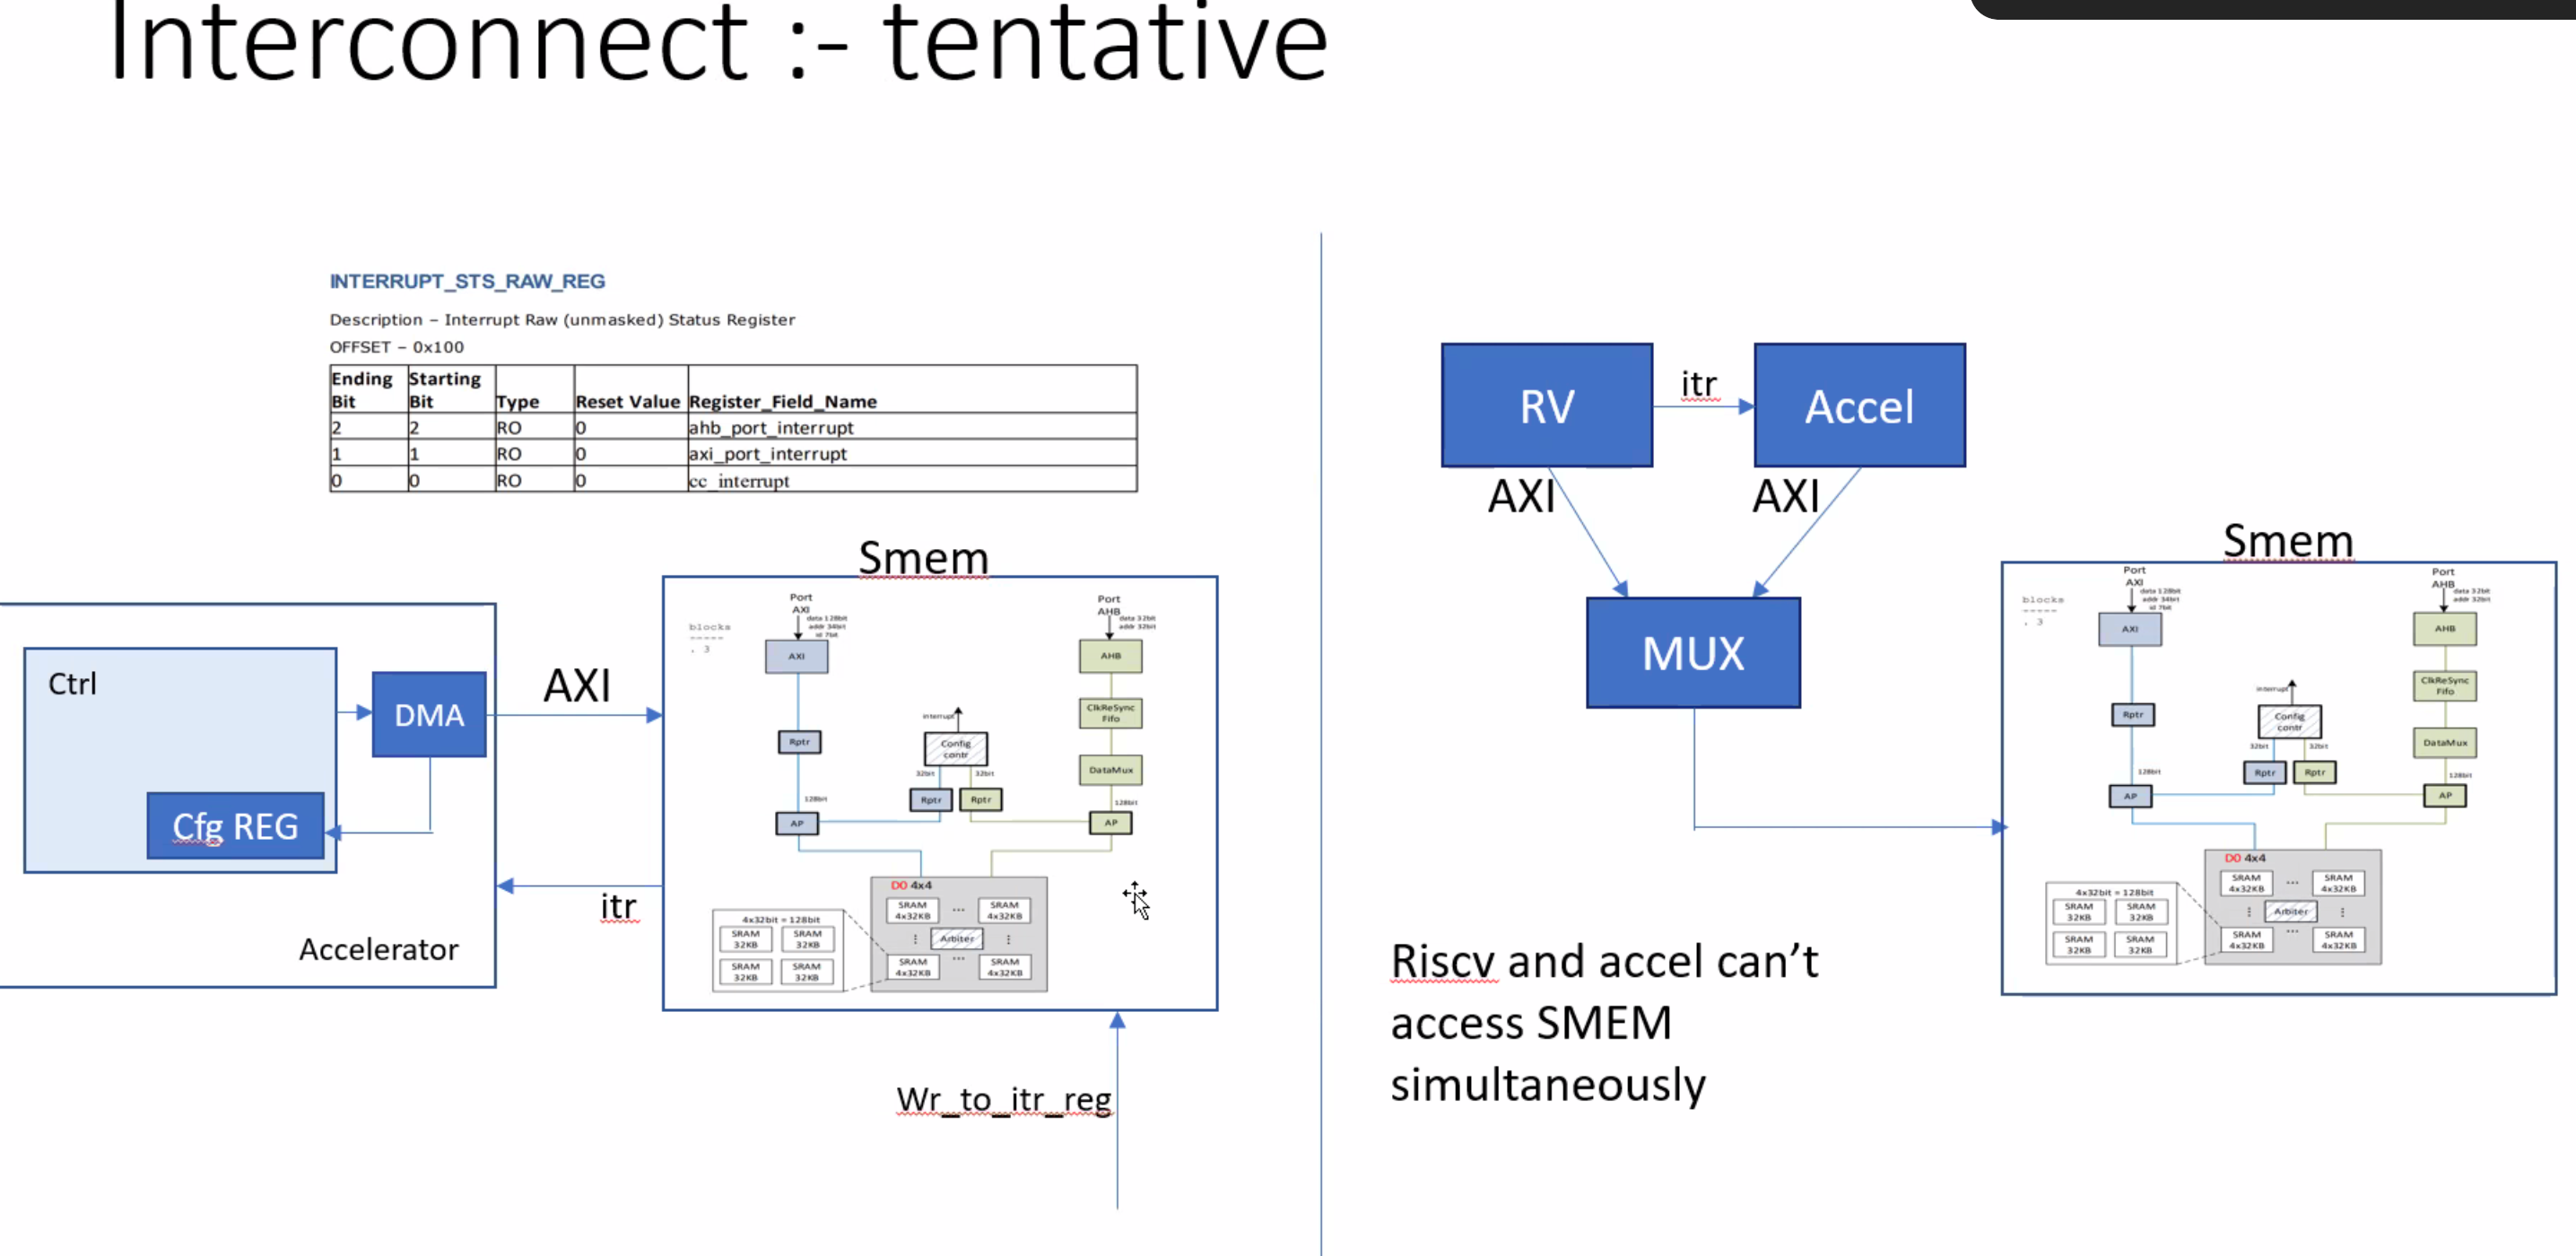 Interconnect :- tentative
INTERRUPT_STS_RAW_REG
Description – Interrupt Raw (unmasked) Status Register
OFFSET – 0x100
Ending Bit Starting Bit Type Reset Value Register_Field_Name
2 2 RO 0 ahb_port_interrupt
1 1 RO 0 axi_port_interrupt
0 0 RO 0 cc_interrupt
Ctrl
DMA
Cfg REG
Accelerator
AXI
itr
Smem
blocks
-----
. 3
Port
AXI
data 128bit
addr 34bit
id 7bit
AXI
Rptr
128bit
AP
interrupt
Config
contr
32bit 32bit
Rptr Rptr
Port
AHB
data 32bit
addr 32bit
AHB
ClkReSync
Fifo
DataMux
128bit
AP
D0 4x4
SRAM
4x32KB
...
SRAM
4x32KB
Arbiter
SRAM
4x32KB
...
SRAM
4x32KB
4x32bit = 128bit
SRAM
32KB
SRAM
32KB
SRAM
32KB
SRAM
32KB
Wr_to_itr_reg
RV
itr
Accel
AXI
AXI
MUX
Riscv and accel can't
access SMEM
simultaneously
Smem
blocks
-----
. 3
Port
AXI
data 128bit
addr 34bit
id 7bit
AXI
Rptr
128bit
AP
interrupt
Config
contr
32bit 32bit
Rptr Rptr
Port
AHB
data 32bit
addr 32bit
AHB
ClkReSync
Fifo
DataMux
128bit
AP
D0 4x4
SRAM
4x32KB
...
SRAM
4x32KB
Arbiter
SRAM
4x32KB
...
SRAM
4x32KB
4x32bit = 128bit
SRAM
32KB
SRAM
32KB
SRAM
32KB
SRAM
32KB